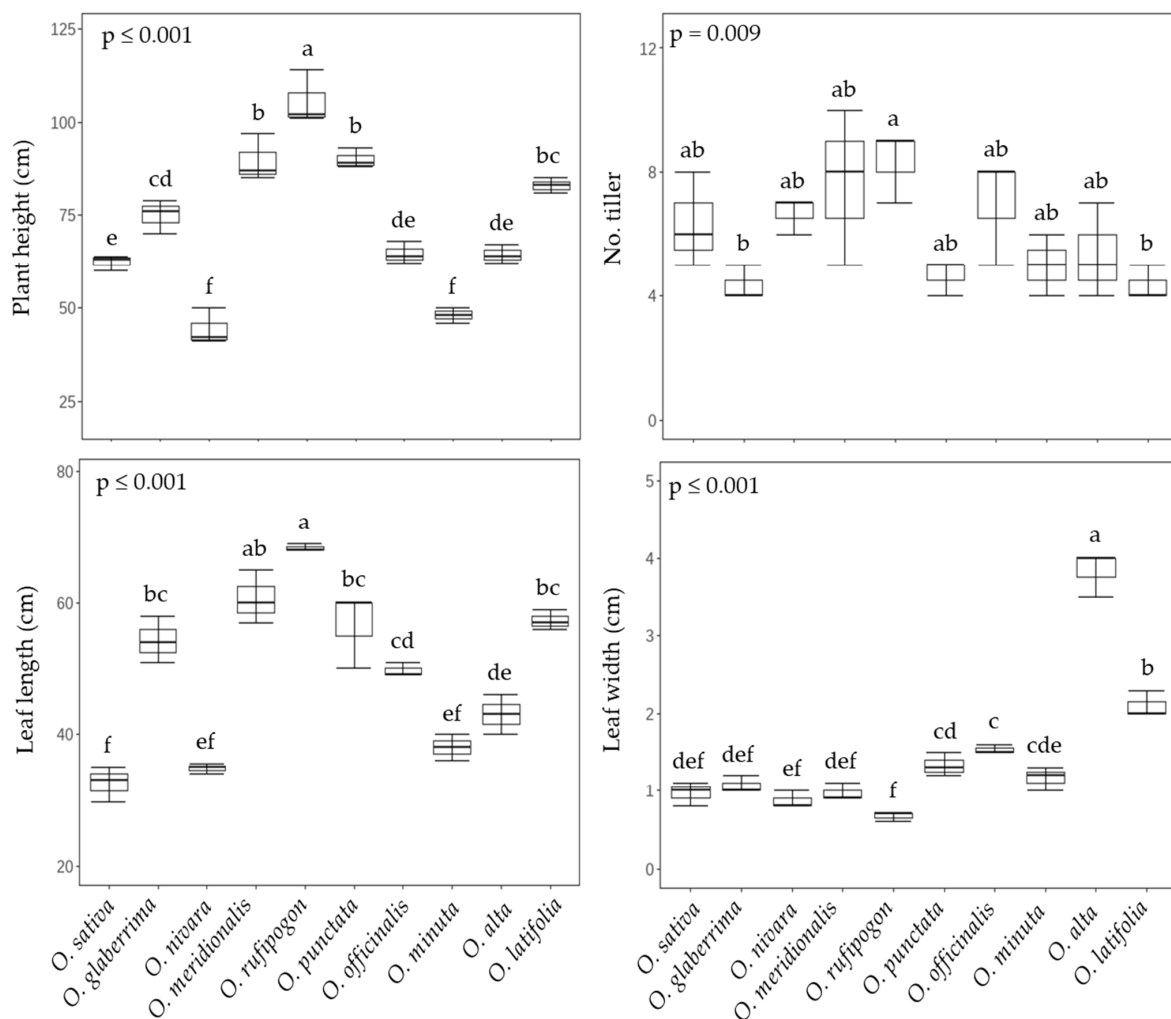 p ≤ 0.001
Plant height (cm)
125
100
75
50
25
e
cd
f
b
a
b
de
f
de
bc
p = 0.009
No. tiller
12
8
4
0
ab
b
ab
ab
a
ab
ab
ab
ab
b
p ≤ 0.001
Leaf length (cm)
80
60
40
20
f
bc
ef
ab
a
bc
cd
ef
de
bc
O. sativa
O. glaberrima
O. nivara
O. meridionalis
O. rufipogon
O. punctata
O. officinalis
O. minuta
O. alta
O. latifolia
p ≤ 0.001
Leaf width (cm)
5
4
3
2
1
0
def
def
ef
def
f
cd
c
cde
a
b
O. sativa
O. glaberrima
O. nivara
O. meridionalis
O. rufipogon
O. punctata
O. officinalis
O. minuta
O. alta
O. latifolia